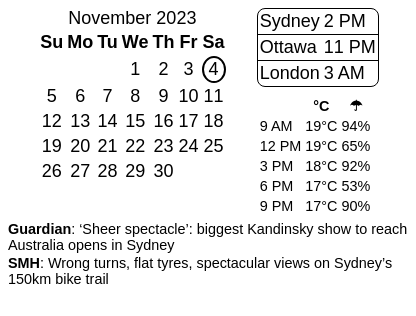 November 2023
Su Mo Tu We Th Fr Sa
1 2 3 4
5 6 7 8 9 10 11
12 13 14 15 16 17 18
19 20 21 22 23 24 25
26 27 28 29 30
Sydney 2 PM
Ottawa 11 PM
London 3 AM
°C ☂
9 AM 19°C 94%
12 PM 19°C 65%
3 PM 18°C 92%
6 PM 17°C 53%
9 PM 17°C 90%
Guardian: ‘Sheer spectacle’: biggest Kandinsky show to reach
Australia opens in Sydney
SMH: Wrong turns, flat tyres, spectacular views on Sydney’s
150km bike trail